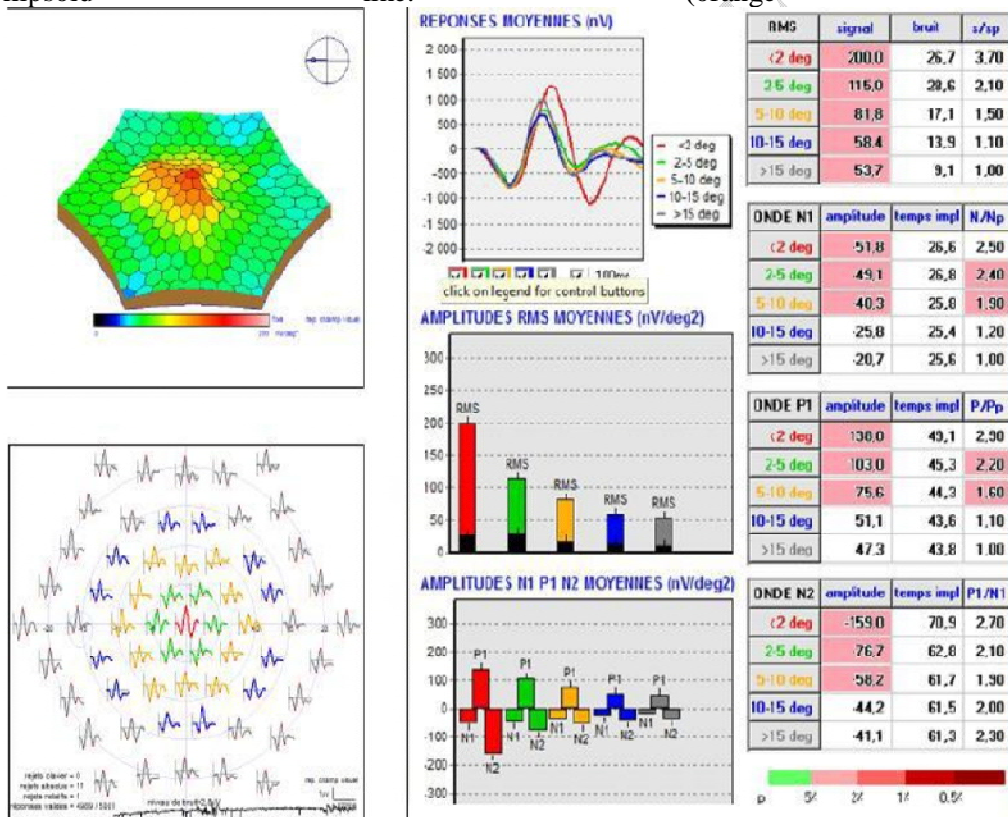 (orange
REPONSES MOYENNES (nV)
2 000
1 500
1 000
500
0
-500
-1 000
-1 500
-2 000
<2 deg
2-5 deg
5-10 deg
10-15 deg
>15 deg
click on legend for control buttons
AMPLITUDES RMS MOYENNES (nV/deg2)
300
250
200
150
100
50
0
RMS
RMS
RMS
RMS
RMS
AMPLITUDES N1 P1 N2 MOYENNES (nV/deg2)
300
200
100
0
-100
-200
-300
P1 P1 P1 P1 P1
N1 N1 N1 N1 N1
N2 N2 N2 N2 N2
RMS signal bruit s/sp
<2 deg 200,0 26,7 3,70
2-5 deg 115,0 28,6 2,10
5-10 deg 81,8 17,1 1,50
10-15 deg 58,4 13,9 1,10
>15 deg 53,7 9,1 1,00
ONDE N1 amplitude temps impl N/Np
<2 deg -51,8 26,6 2,50
2-5 deg -49,1 26,8 2,40
5-10 deg -40,3 25,8 1,90
10-15 deg -25,8 25,4 1,20
>15 deg -20,7 25,6 1,00
ONDE P1 amplitude temps impl P/Pp
<2 deg 138,0 49,1 2,90
2-5 deg 103,0 45,3 2,20
5-10 deg 75,6 44,3 1,60
10-15 deg 51,1 43,6 1,10
>15 deg 47,3 43,8 1,00
ONDE N2 amplitude temps impl P1/N1
<2 deg -159,0 70,9 2,70
2-5 deg -76,7 62,8 2,10
5-10 deg -58,2 61,7 1,90
10-15 deg -44,2 61,5 2,00
>15 deg -41,1 61,3 2,30
p 5% 2% 1% 0.5%
rejets clavier = 0
rep. champ visuel